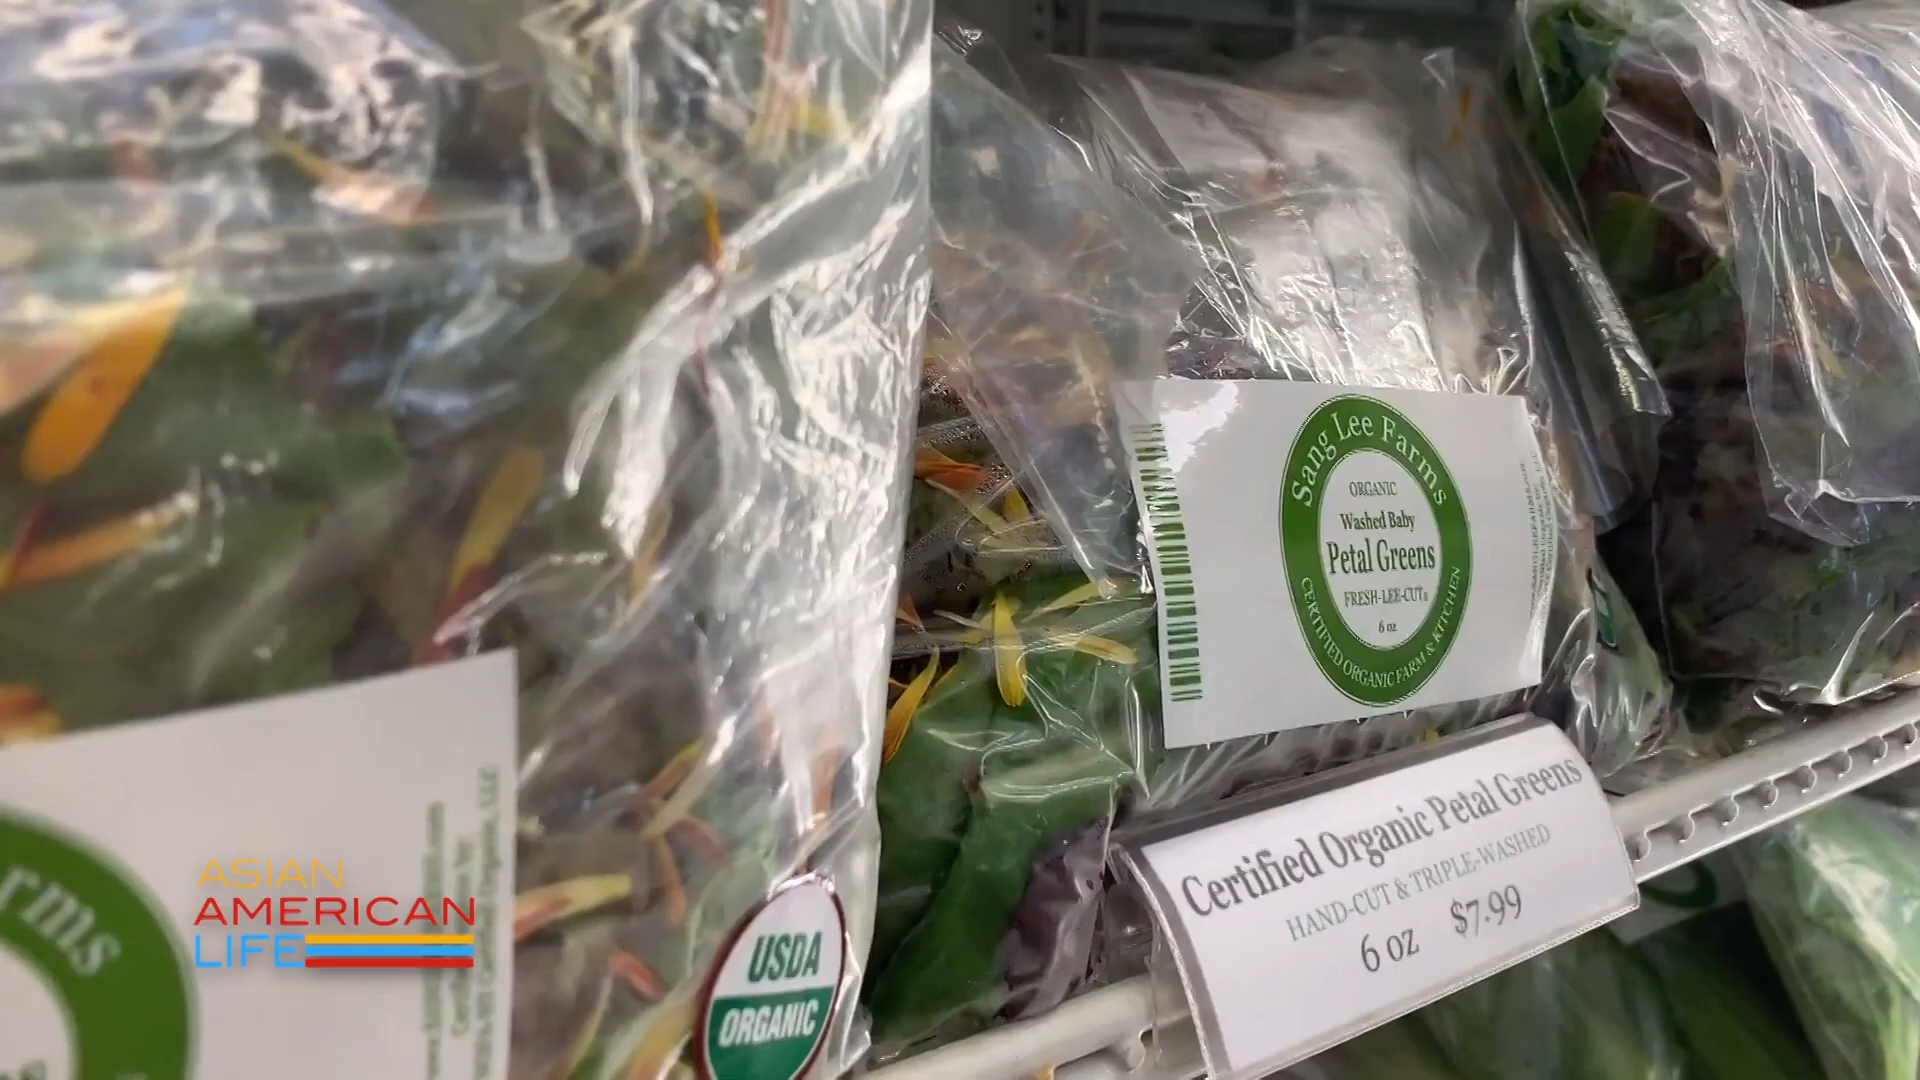 Sang Lee Farms
ORGANIC
Washed Baby
Petal Greens
FRESH-LEE-CUT®
6 oz
CERTIFIED ORGANIC FARM & KITCHEN
Certified Organic Petal Greens
HAND-CUT & TRIPLE-WASHED
6 oz $7.99
rms
USDA
ORGANIC
ASIAN
AMERICAN
LIFE